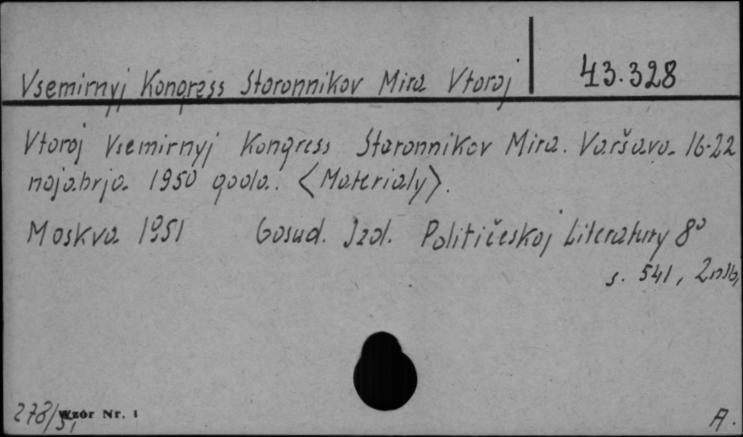 Vsemirnyj Kongress Storonnikov Mira Vtoroj
43.328
Vtoroj Vsemirnyj Kongress Storonnikov Mira. Varšava. 16-22
nojabrja 1950 goda. <Materialy>.
Moskva 1951 Gosud. Izd. Političeskoj Literatury 8°
s. 541, 2 nlb,
278/51
Wzór Nr. 1
A.